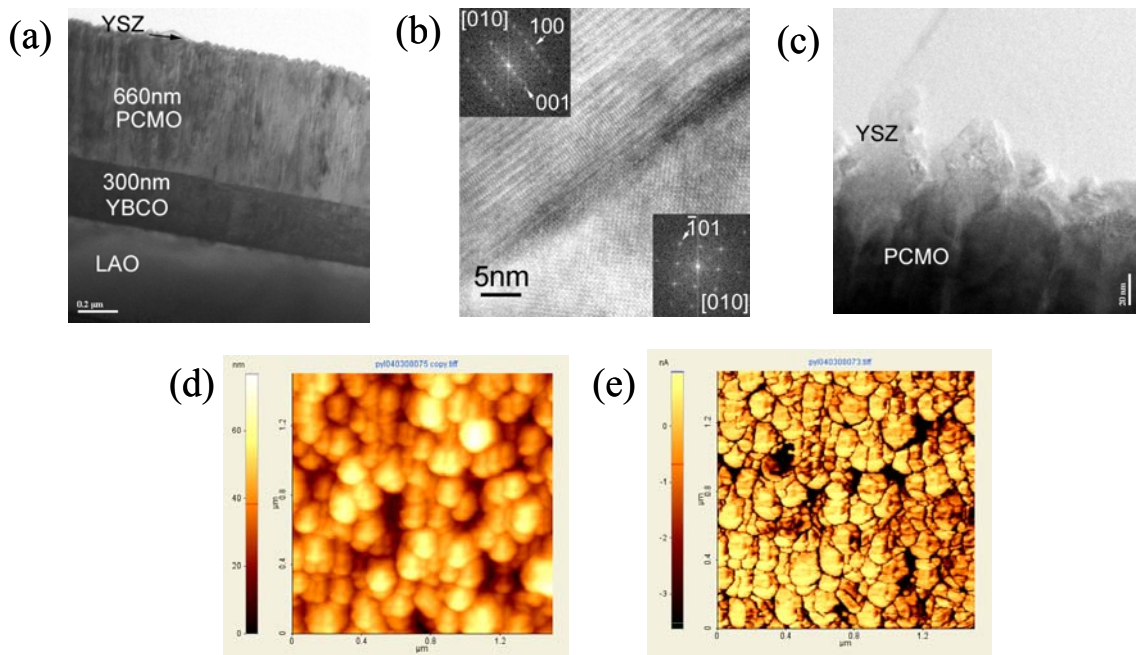 (a)
YSZ
660nm
PCMO
300nm
YBCO
LAO
0.2 μm
(b)
[010]
100
001
5nm
1̄01
[010]
(c)
YSZ
PCMO
20 nm
(d)
nm
pyl040308075 copy.tiff
60
40
20
0
μm
1.2
0.8
0.4
0
0
0.4
0.8
1.2
μm
(e)
nA
pyl040308073.tiff
0
-1
-2
-3
μm
1.2
0.8
0.4
0
0
0.4
0.8
1.2
μm